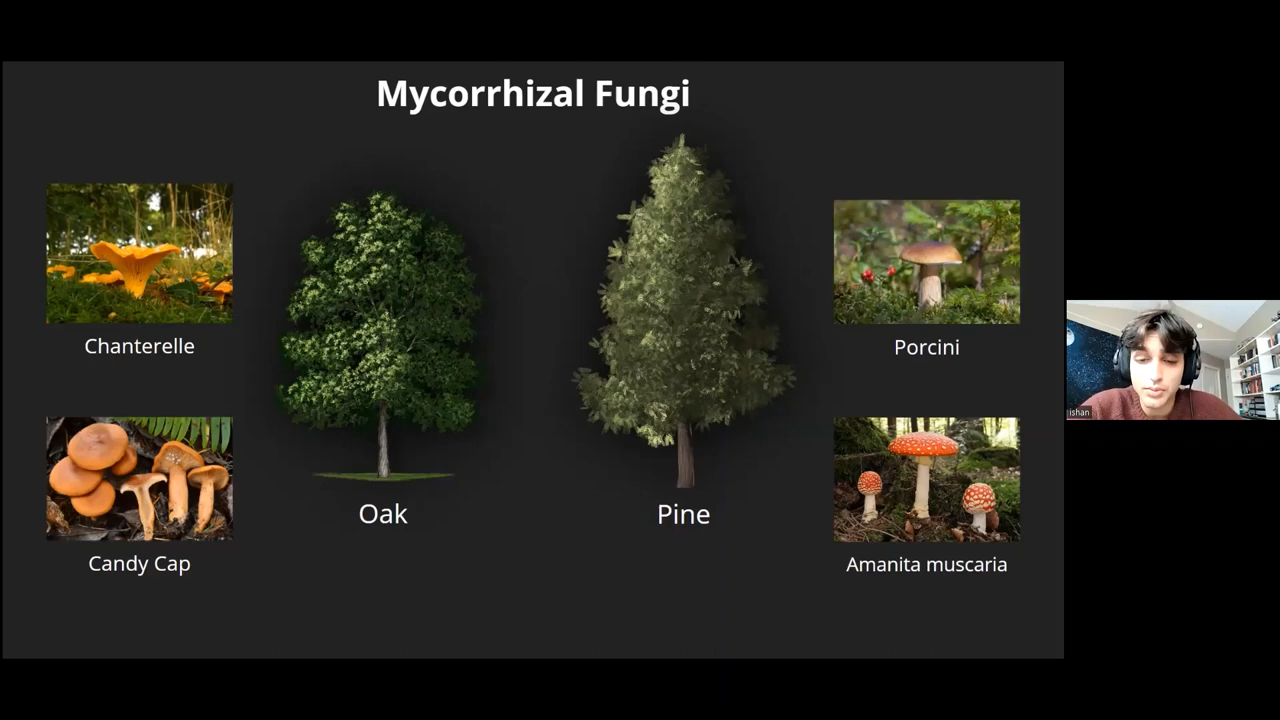 Mycorrhizal Fungi
Chanterelle
Porcini
Candy Cap
Amanita muscaria
Oak
Pine
ishan